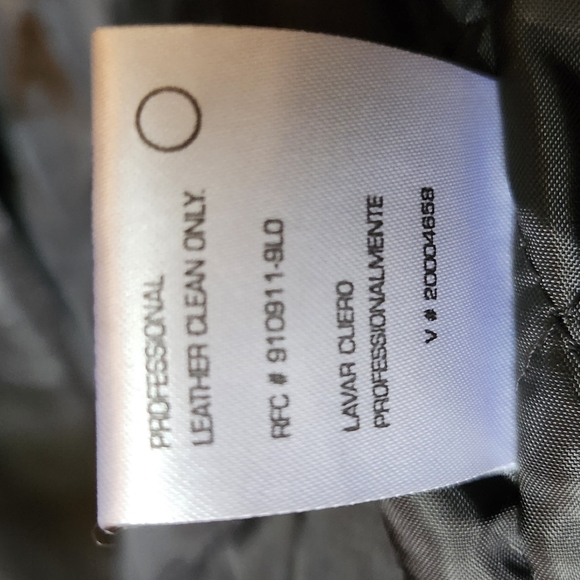 PROFESSIONAL
LEATHER CLEAN ONLY.
RFC # 910911-9L0
LAVAR CUERO
PROFESSIONALMENTE
V # 20004658